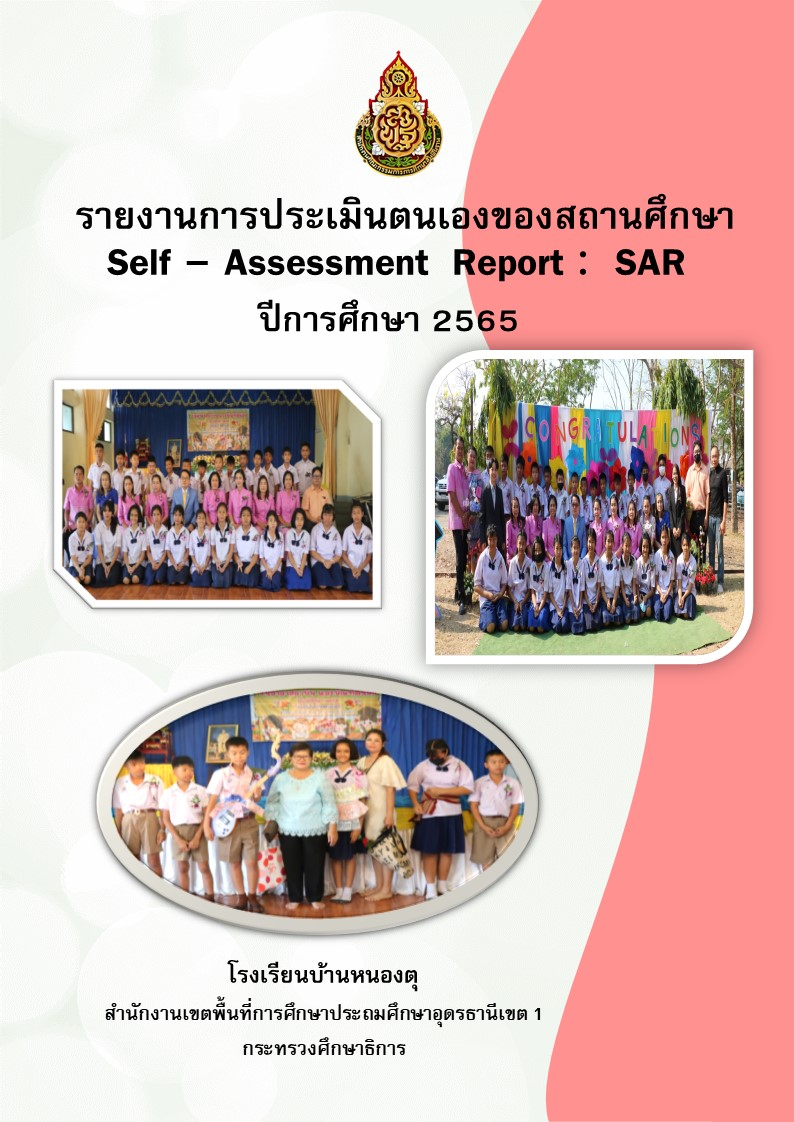 รายงานการประเมินตนเองของสถานศึกษา
Self – Assessment Report : SAR
ปีการศึกษา 2565
CONGRATULATIONS
โรงเรียนบ้านหนองตุ
สำนักงานเขตพื้นที่การศึกษาประถมศึกษาอุดรธานีเขต 1
กระทรวงศึกษาธิการ